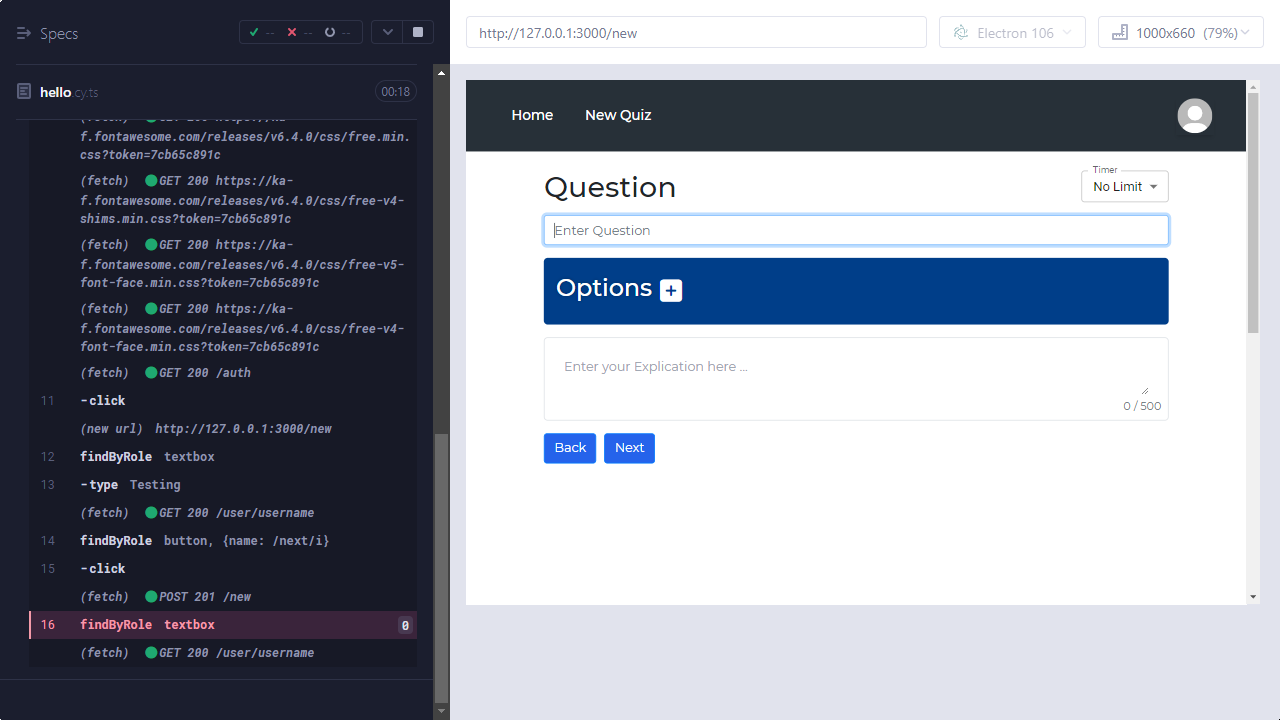 Specs
--
--
--
http://127.0.0.1:3000/new
Electron 106
1000x660 (79%)
hello.cy.ts
00:18
(fetch) GET 200 https://ka-
f.fontawesome.com/releases/v6.4.0/css/free.min.
css?token=7cb65c891c
(fetch) GET 200 https://ka-
f.fontawesome.com/releases/v6.4.0/css/free-v4-
shims.min.css?token=7cb65c891c
(fetch) GET 200 https://ka-
f.fontawesome.com/releases/v6.4.0/css/free-v5-
font-face.min.css?token=7cb65c891c
(fetch) GET 200 https://ka-
f.fontawesome.com/releases/v6.4.0/css/free-v4-
font-face.min.css?token=7cb65c891c
(fetch) GET 200 /auth
11 -click
(new url) http://127.0.0.1:3000/new
12 findByRole textbox
13 -type Testing
(fetch) GET 200 /user/username
14 findByRole button, {name: /next/i}
15 -click
(fetch) POST 201 /new
16 findByRole textbox 0
(fetch) GET 200 /user/username
Home New Quiz
Question
Timer
No Limit
Enter Question
Options +
Enter your Explication here ...
0 / 500
Back Next